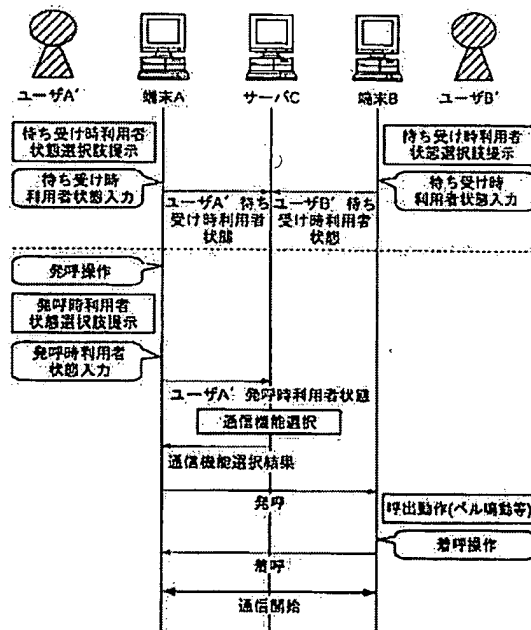 ユーザA' 端末A サーバC 端末B ユーザB'
待ち受け時利用者
状態選択肢提示
待ち受け時利用者
状態選択肢提示
待ち受け時
利用者状態入力
待ち受け時
利用者状態入力
ユーザA' 待ち
受け時利用者
状態
ユーザB' 待ち
受け時利用者
状態
発呼操作
発呼時利用者
状態選択肢提示
発呼時利用者
状態入力
ユーザA' 発呼時利用者状態
通信機能選択
通信機能選択結果
発呼
呼出動作(ベル鳴動等)
着呼操作
着呼
通信開始